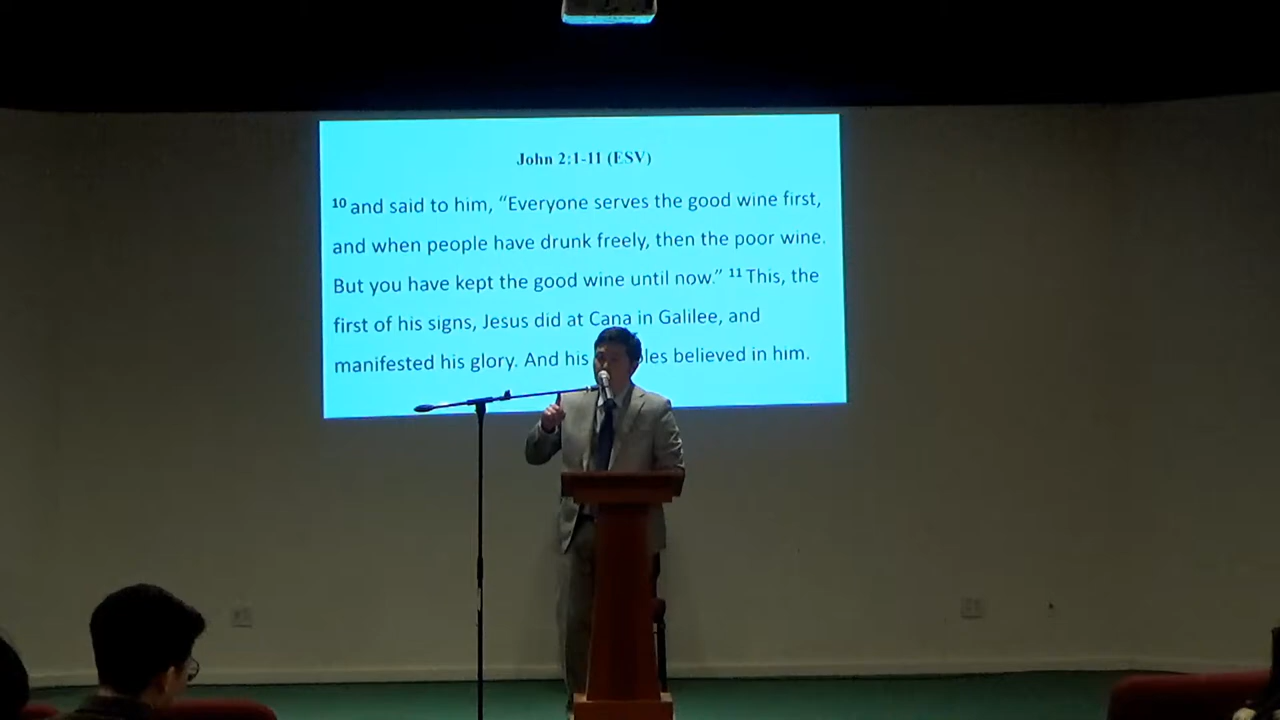 John 2:1-11 (ESV)
10 and said to him, “Everyone serves the good wine first,
and when people have drunk freely, then the poor wine.
But you have kept the good wine until now.” 11 This, the
first of his signs, Jesus did at Cana in Galilee, and
manifested his glory. And his believed in him.